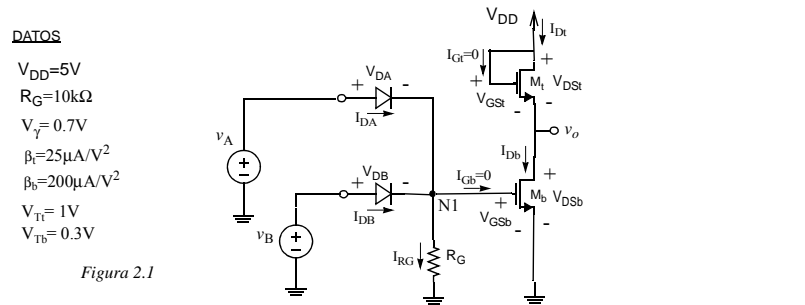 DATOS
V_DD=5V
R_G=10kΩ
V_γ= 0.7V
β_t=25μA/V²
β_b=200μA/V²
V_Tt= 1V
V_Tb= 0.3V
Figura 2.1
v_A
+
−
v_B
+
−
+ V_DA -
I_DA
+ V_DB -
I_DB
N1
I_RG
R_G
I_Gb=0
+
V_GSb
-
V_DD
I_Dt
I_Gt=0
+
V_GSt
-
M_t
+
V_DSt
-
v_o
I_Db
M_b
+
V_DSb
-